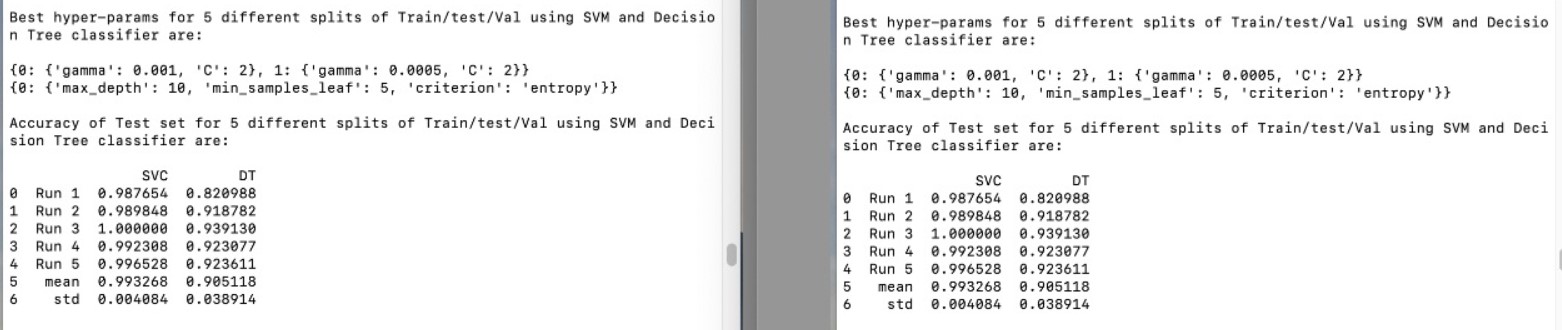 Best hyper-params for 5 different splits of Train/test/Val using SVM and Decisio
n Tree classifier are:
{0: {'gamma': 0.001, 'C': 2}, 1: {'gamma': 0.0005, 'C': 2}}
{0: {'max_depth': 10, 'min_samples_leaf': 5, 'criterion': 'entropy'}}
Accuracy of Test set for 5 different splits of Train/test/Val using SVM and Deci
sion Tree classifier are:
SVC DT
0 Run 1 0.987654 0.820988
1 Run 2 0.989848 0.918782
2 Run 3 1.000000 0.939130
3 Run 4 0.992308 0.923077
4 Run 5 0.996528 0.923611
5 mean 0.993268 0.905118
6 std 0.004084 0.038914
Best hyper-params for 5 different splits of Train/test/Val using SVM and Decisio
n Tree classifier are:
{0: {'gamma': 0.001, 'C': 2}, 1: {'gamma': 0.0005, 'C': 2}}
{0: {'max_depth': 10, 'min_samples_leaf': 5, 'criterion': 'entropy'}}
Accuracy of Test set for 5 different splits of Train/test/Val using SVM and Deci
sion Tree classifier are:
SVC DT
0 Run 1 0.987654 0.820988
1 Run 2 0.989848 0.918782
2 Run 3 1.000000 0.939130
3 Run 4 0.992308 0.923077
4 Run 5 0.996528 0.923611
5 mean 0.993268 0.905118
6 std 0.004084 0.038914